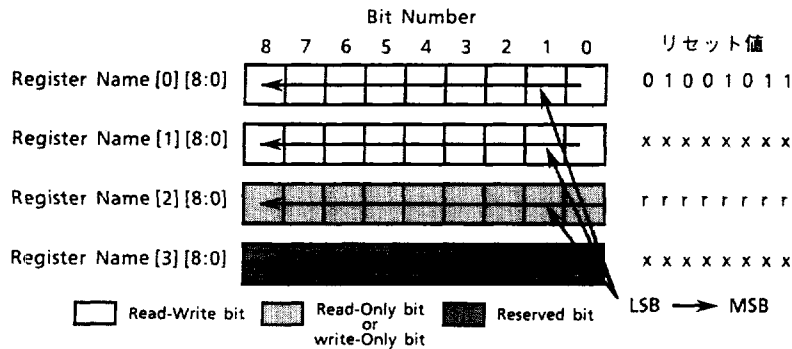 Bit Number
8 7 6 5 4 3 2 1 0 リセット値
Register Name [0] [8:0] 0 1 0 0 1 0 1 1
Register Name [1] [8:0] x x x x x x x x
Register Name [2] [8:0] r r r r r r r r
Register Name [3] [8:0] x x x x x x x x
Read-Write bit
Read-Only bit
or
write-Only bit
Reserved bit
LSB → MSB